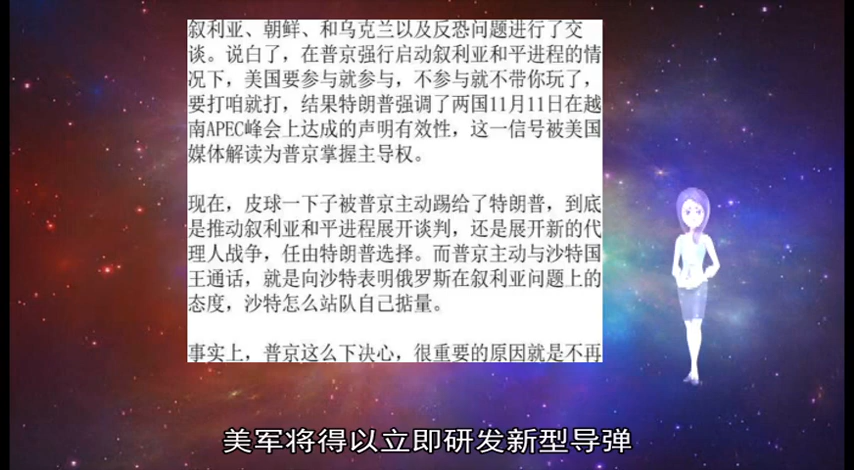 叙利亚、朝鲜、和乌克兰以及反恐问题进行了交
谈。说白了，在普京强行启动叙利亚和平进程的情
况下，美国要参与就参与，不参与就不带你玩了，
要打咱就打，结果特朗普强调了两国11月11日在越
南APEC峰会上达成的声明有效性，这一信号被美国
媒体解读为普京掌握主导权。
现在，皮球一下子被普京主动踢给了特朗普，到底
是推动叙利亚和平进程展开谈判，还是展开新的代
理人战争，任由特朗普选择。而普京主动与沙特国
王通话，就是向沙特表明俄罗斯在叙利亚问题上的
态度，沙特怎么站队自己掂量。
事实上，普京这么下决心，很重要的原因就是不再
美军将得以立即研发新型导弹